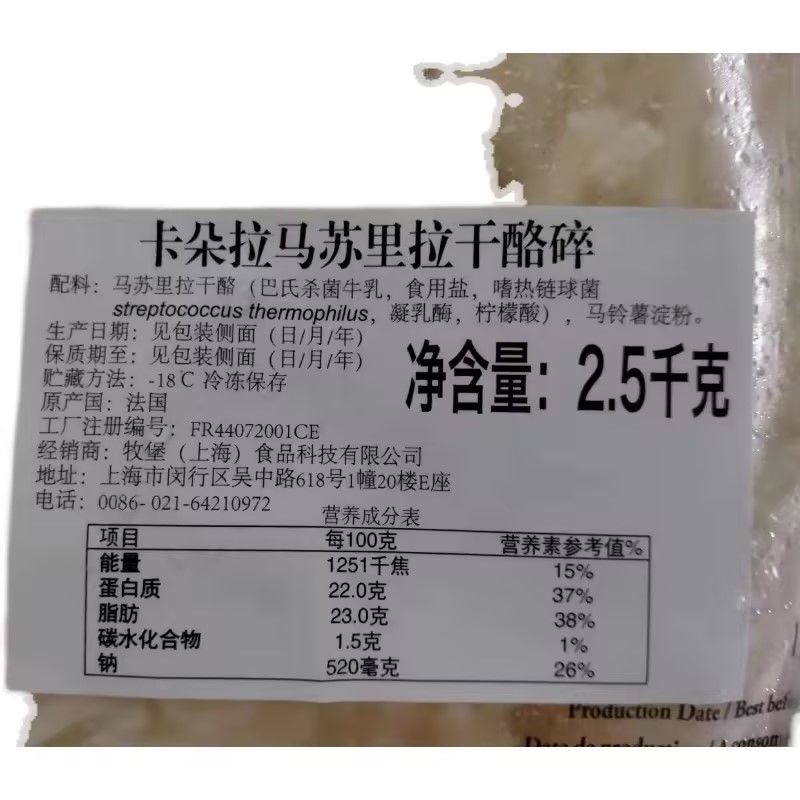 卡朵拉马苏里拉干酪碎
配料：马苏里拉干酪（巴氏杀菌牛乳，食用盐，嗜热链球菌
streptococcus thermophilus，凝乳酶，柠檬酸），马铃薯淀粉。
生产日期：见包装侧面（日/月/年）
保质期至：见包装侧面（日/月/年）
贮藏方法：-18℃ 冷冻保存
净含量：2.5千克
原产国：法国
工厂注册编号：FR44072001CE
经销商：牧堡（上海）食品科技有限公司
地址：上海市闵行区吴中路618号1幢20楼E座
电话：0086- 021-64210972
营养成分表
项目 每100克 营养素参考值%
能量 1251千焦 15%
蛋白质 22.0克 37%
脂肪 23.0克 38%
碳水化合物 1.5克 1%
钠 520毫克 26%
Production Date / Best